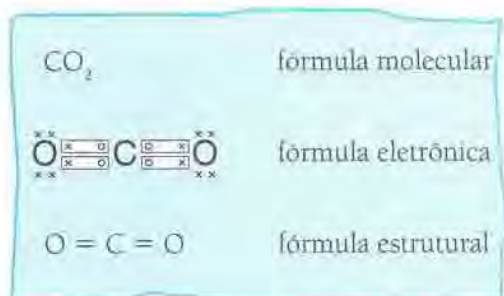 CO₂ fórmula molecular
O C O fórmula eletrônica
O = C = O fórmula estrutural